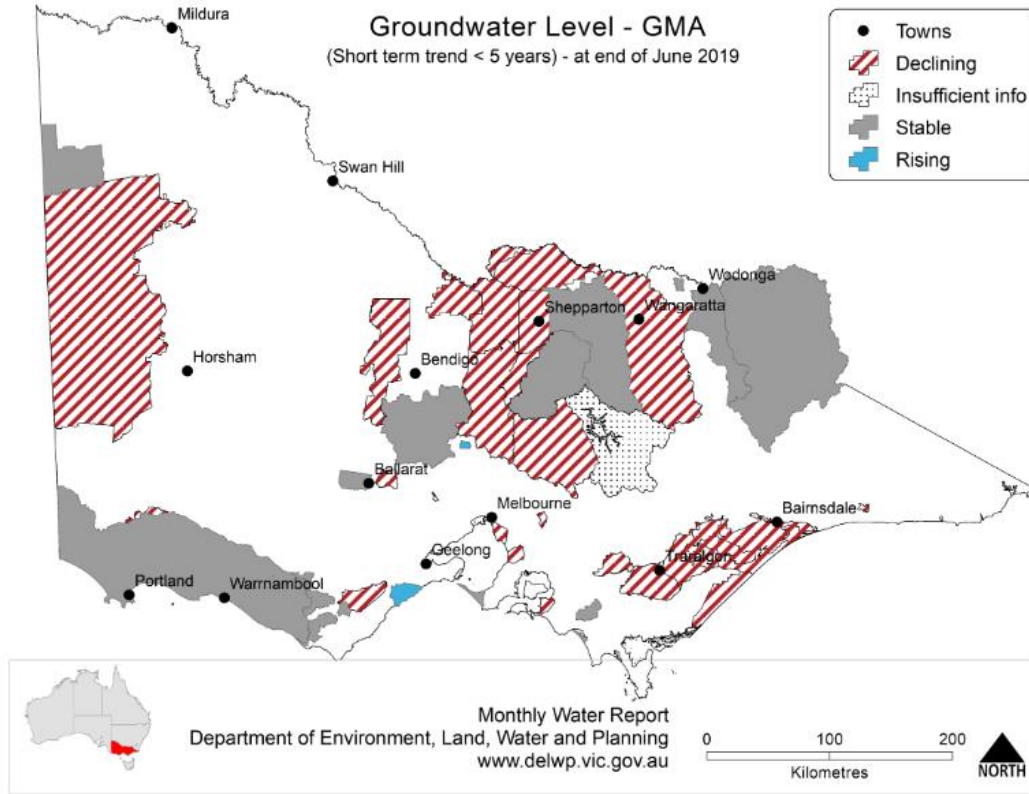 Groundwater Level - GMA
(Short term trend < 5 years) - at end of June 2019
Towns
Declining
Insufficient info
Stable
Rising
Mildura
Swan Hill
Wodonga
Shepparton
Wangaratta
Horsham
Bendigo
Ballarat
Melbourne
Bairnsdale
Geelong
Traralgon
Portland
Warrnambool
Monthly Water Report
Department of Environment, Land, Water and Planning
www.delwp.vic.gov.au
0 100 200
Kilometres
NORTH